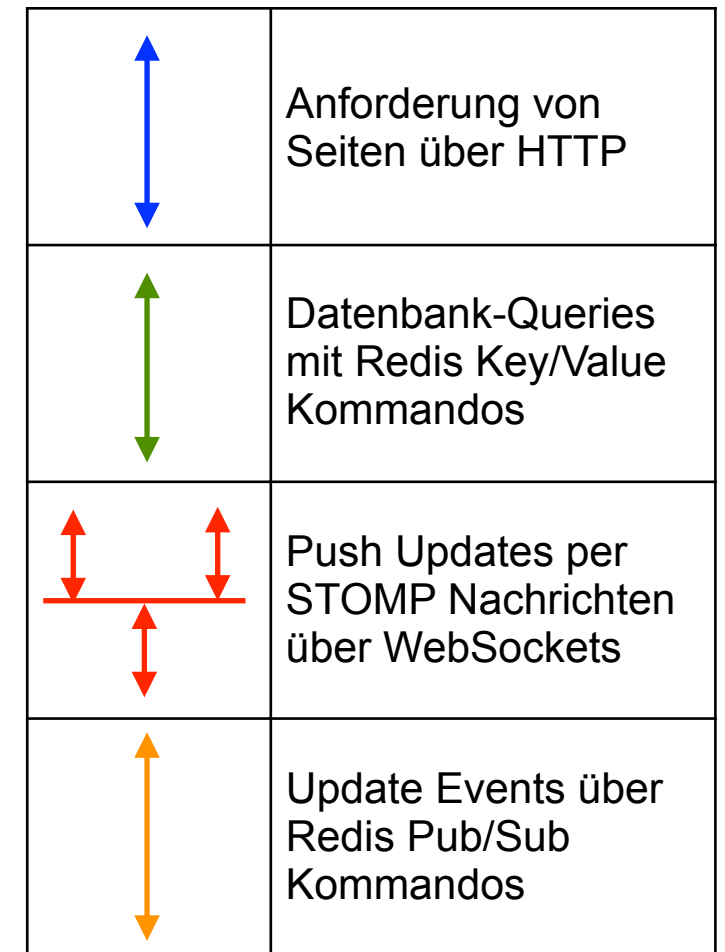 Anforderung von
Seiten über HTTP
Datenbank-Queries
mit Redis Key/Value
Kommandos
Push Updates per
STOMP Nachrichten
über WebSockets
Update Events über
Redis Pub/Sub
Kommandos